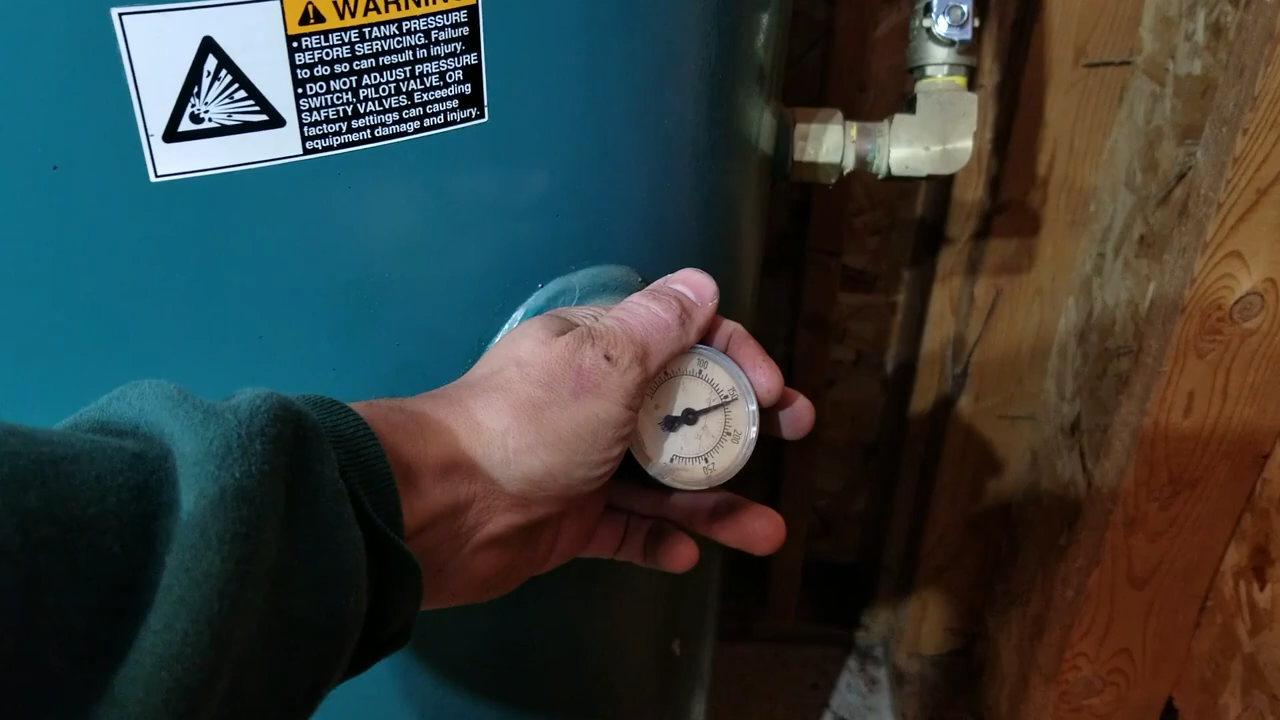 WARNING
• RELIEVE TANK PRESSURE
BEFORE SERVICING. Failure
to do so can result in injury.
• DO NOT ADJUST PRESSURE
SWITCH, PILOT VALVE, OR
SAFETY VALVES. Exceeding
factory settings can cause
equipment damage and injury.
100
150
200
250